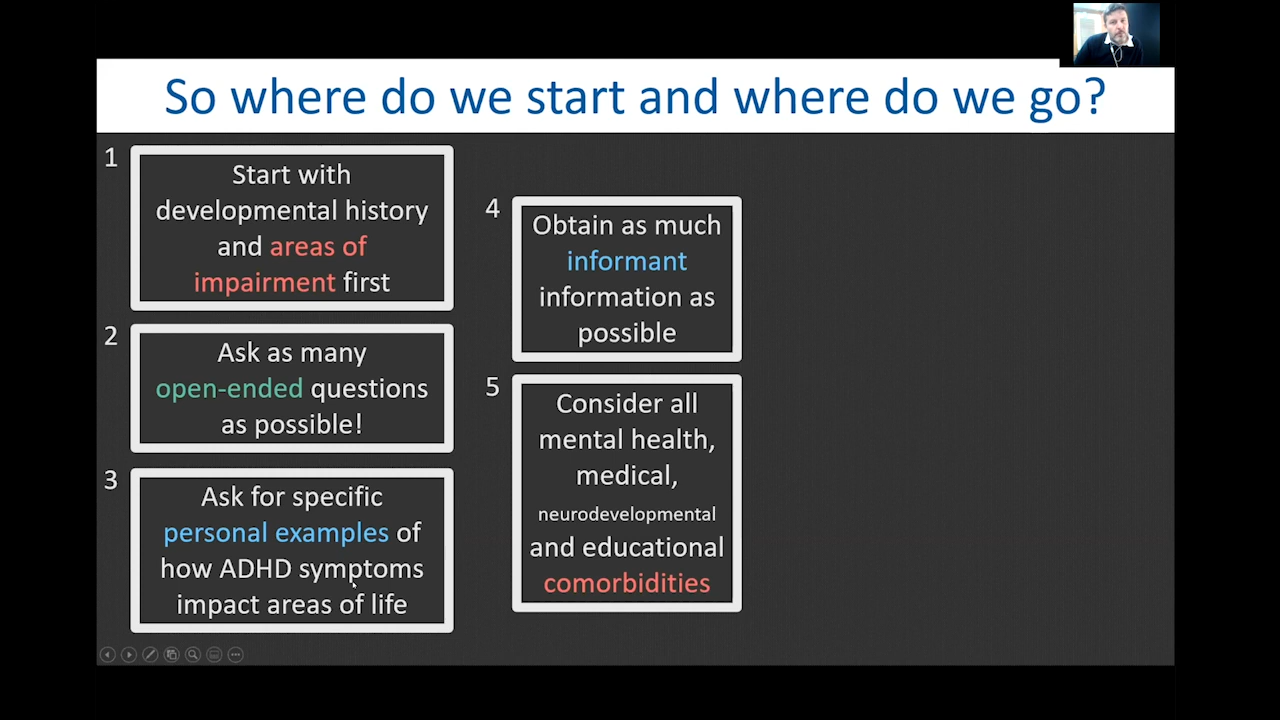 So where do we start and where do we go?
1
Start with
developmental history
and areas of
impairment first
2
Ask as many
open-ended questions
as possible!
3
Ask for specific
personal examples of
how ADHD symptoms
impact areas of life
4
Obtain as much
informant
information as
possible
5
Consider all
mental health,
medical,
neurodevelopmental
and educational
comorbidities